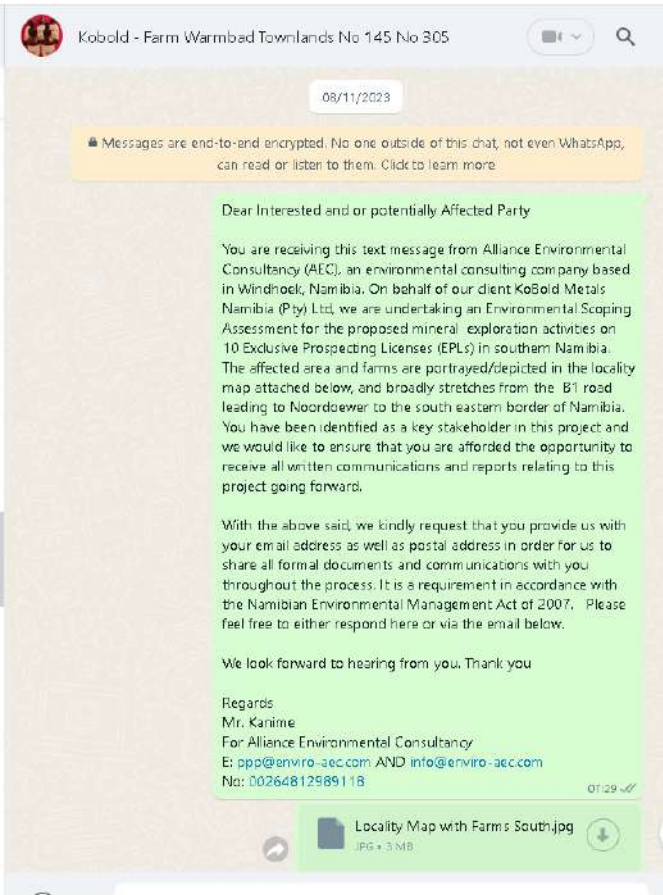 Kobold - Farm Warmbad Townlands No 145 No 305
08/11/2023
Messages are end-to-end encrypted. No one outside of this chat, not even WhatsApp,
can read or listen to them. Click to learn more
Dear Interested and or potentially Affected Party
You are receiving this text message from Alliance Environmental
Consultancy (AEC), an environmental consulting company based
in Windhoek, Namibia. On behalf of our client KoBold Metals
Namibia (Pty) Ltd, we are undertaking an Environmental Scoping
Assessment for the proposed mineral exploration activities on
10 Exclusive Prospecting Licenses (EPLs) in southern Namibia.
The affected area and farms are portrayed/depicted in the locality
map attached below, and broadly stretches from the B1 road
leading to Noordoewer to the south eastern border of Namibia.
You have been identified as a key stakeholder in this project and
we would like to ensure that you are afforded the opportunity to
receive all written communications and reports relating to this
project going forward.
With the above said, we kindly request that you provide us with
your email address as well as postal address in order for us to
share all formal documents and communications with you
throughout the process. It is a requirement in accordance with
the Namibian Environmental Management Act of 2007. Please
feel free to either respond here or via the email below.
We look forward to hearing from you. Thank you
Regards
Mr. Kanime
For Alliance Environmental Consultancy
E: ppp@enviro-aec.com AND info@enviro-aec.com
No: 00264812989118
07:29
Locality Map with Farms South.jpg
JPG • 3 MB